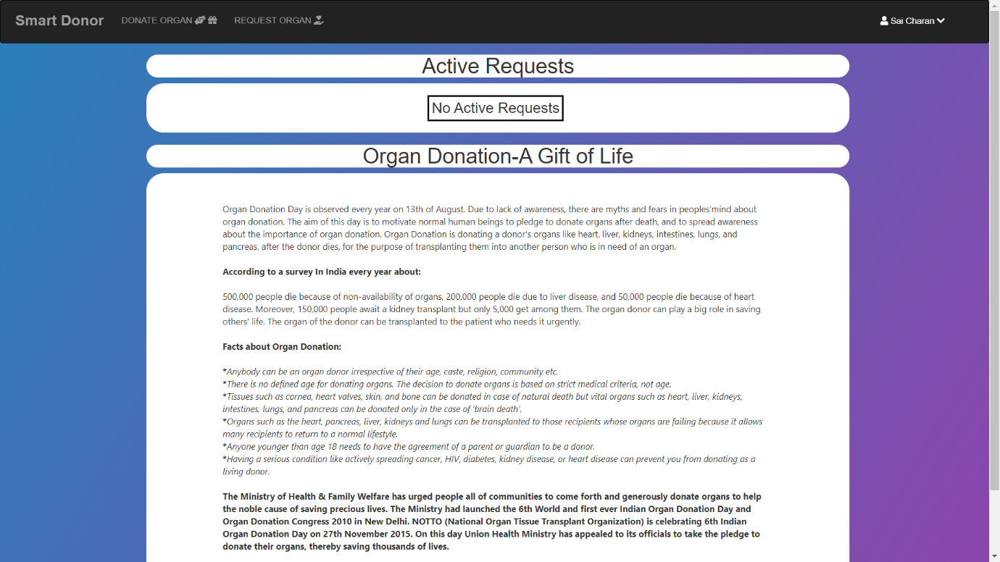 Smart Donor DONATE ORGAN REQUEST ORGAN Sai Charan
Active Requests
No Active Requests
Organ Donation-A Gift of Life
Organ Donation Day is observed every year on 13th of August. Due to lack of awareness, there are myths and fears in peoples'mind about
organ donation. The aim of this day is to motivate normal human beings to pledge to donate organs after death, and to spread awareness
about the importance of organ donation. Organ Donation is donating a donor's organs like heart, liver, kidneys, intestines, lungs, and
pancreas, after the donor dies, for the purpose of transplanting them into another person who is in need of an organ.
According to a survey In India every year about:
500,000 people die because of non-availability of organs, 200,000 people die due to liver disease, and 50,000 people die because of heart
disease. Moreover, 150,000 people await a kidney transplant but only 5,000 get among them. The organ donor can play a big role in saving
others' life. The organ of the donor can be transplanted to the patient who needs it urgently.
Facts about Organ Donation:
*Anybody can be an organ donor irrespective of their age, caste, religion, community etc.
*There is no defined age for donating organs. The decision to donate organs is based on strict medical criteria, not age.
*Tissues such as cornea, heart valves, skin, and bone can be donated in case of natural death but vital organs such as heart, liver, kidneys,
intestines, lungs, and pancreas can be donated only in the case of 'brain death'.
*Organs such as the heart, pancreas, liver, kidneys and lungs can be transplanted to those recipients whose organs are failing because it allows
many recipients to return to a normal lifestyle.
*Anyone younger than age 18 needs to have the agreement of a parent or guardian to be a donor.
*Having a serious condition like actively spreading cancer, HIV, diabetes, kidney disease, or heart disease can prevent you from donating as a
living donor.
The Ministry of Health & Family Welfare has urged people all of communities to come forth and generously donate organs to help
the noble cause of saving precious lives. The Ministry had launched the 6th World and first ever Indian Organ Donation Day and
Organ Donation Congress 2010 in New Delhi. NOTTO (National Organ Tissue Transplant Organization) is celebrating 6th Indian
Organ Donation Day on 27th November 2015. On this day Union Health Ministry has appealed to its officials to take the pledge to
donate their organs, thereby saving thousands of lives.